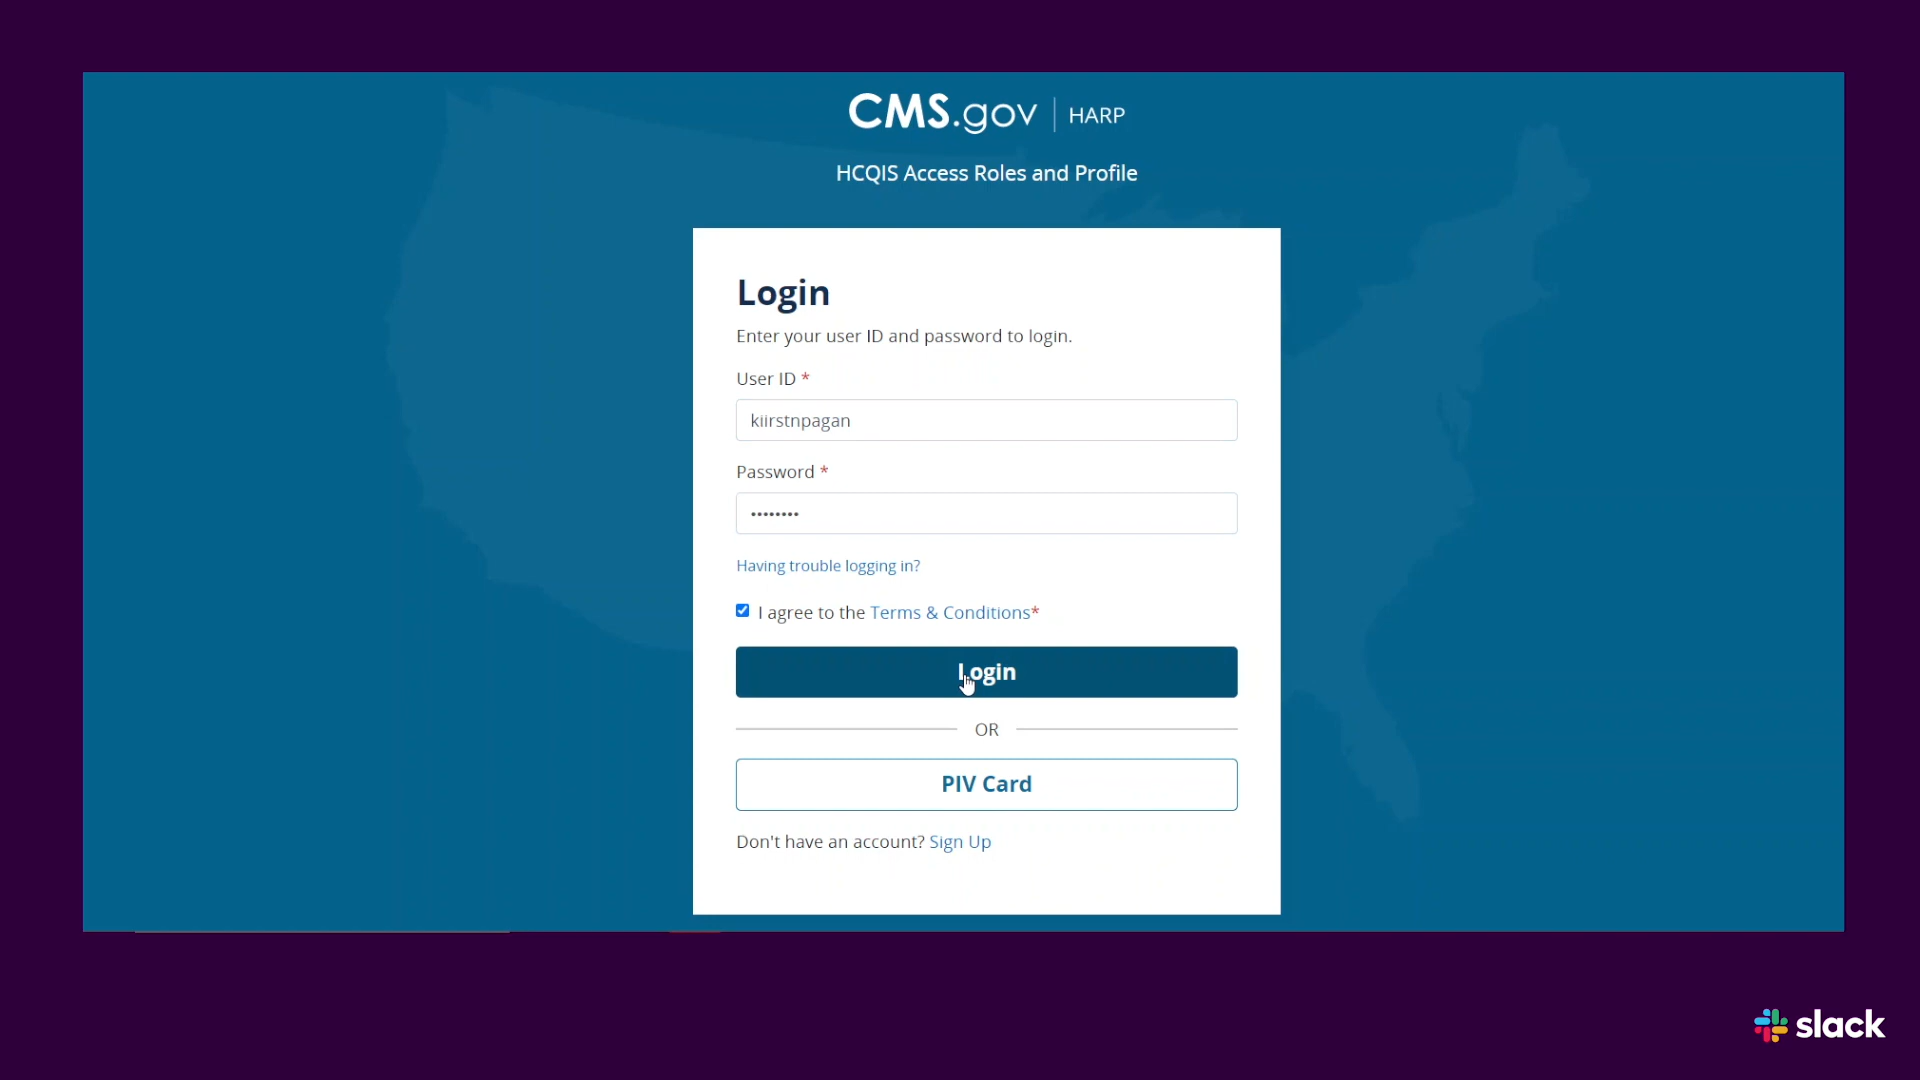 CMS.gov | HARP
HCQIS Access Roles and Profile
Login
Enter your user ID and password to login.
User ID *
kiirstnpagan
Password *
••••••••
Having trouble logging in?
I agree to the Terms & Conditions*
Login
OR
PIV Card
Don't have an account? Sign Up
slack